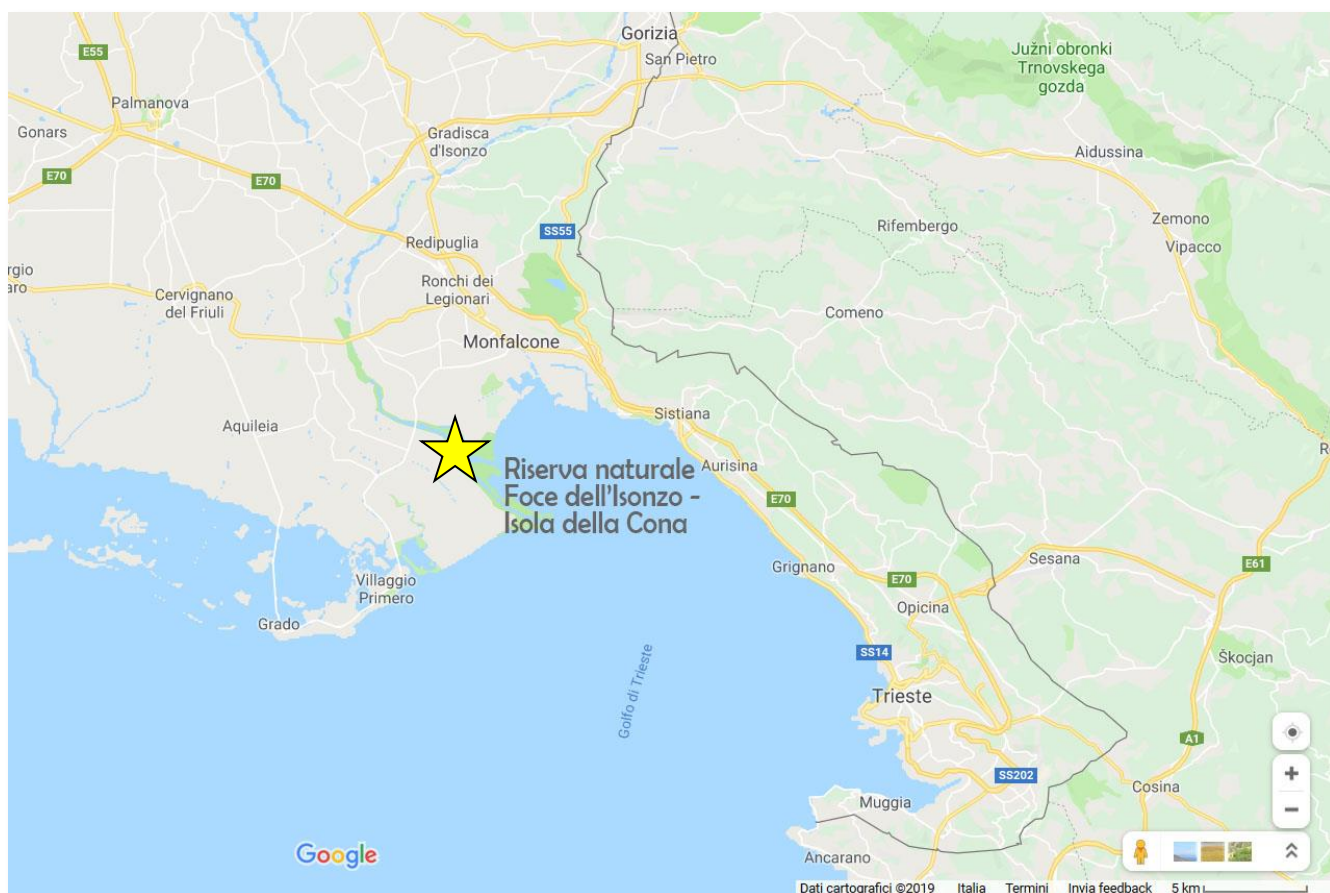 Gorizia
San Pietro
Južni obronki
Trnovskega
gozda
E55
Palmanova
Gonars
Gradisca
d'Isonzo
Aidussina
E70
E70
Zemono
Rifembergo
SS55
Redipuglia
Vipacco
rgio
aro
Cervignano
del Friuli
Ronchi dei
Legionari
Comeno
Monfalcone
Sistiana
Aquileia
R
Riserva naturale
Foce dell'Isonzo -
Isola della Cona
Aurisina
E70
Sesana
E61
Grignano
Villaggio
Primero
E70
Opicina
Grado
SS14
Škocjan
Golfo di Trieste
Trieste
A1
SS202
Cosina
Muggia
Google
Ancarano
Dati cartografici ©2019 Italia Termini Invia feedback 5 km